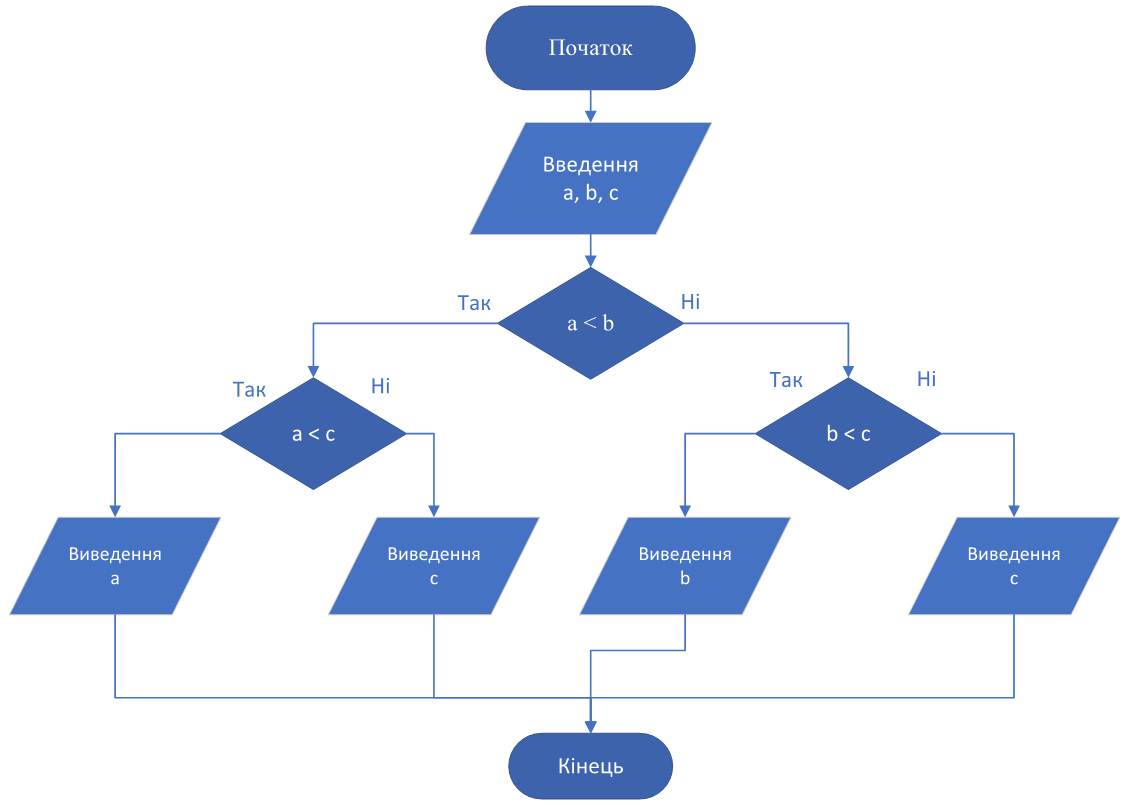 Початок
Введення
a, b, c
Так
Ні
a < b
Так
Ні
a < c
Так
Ні
b < c
Виведення
a
Виведення
c
Виведення
b
Виведення
c
Кінець